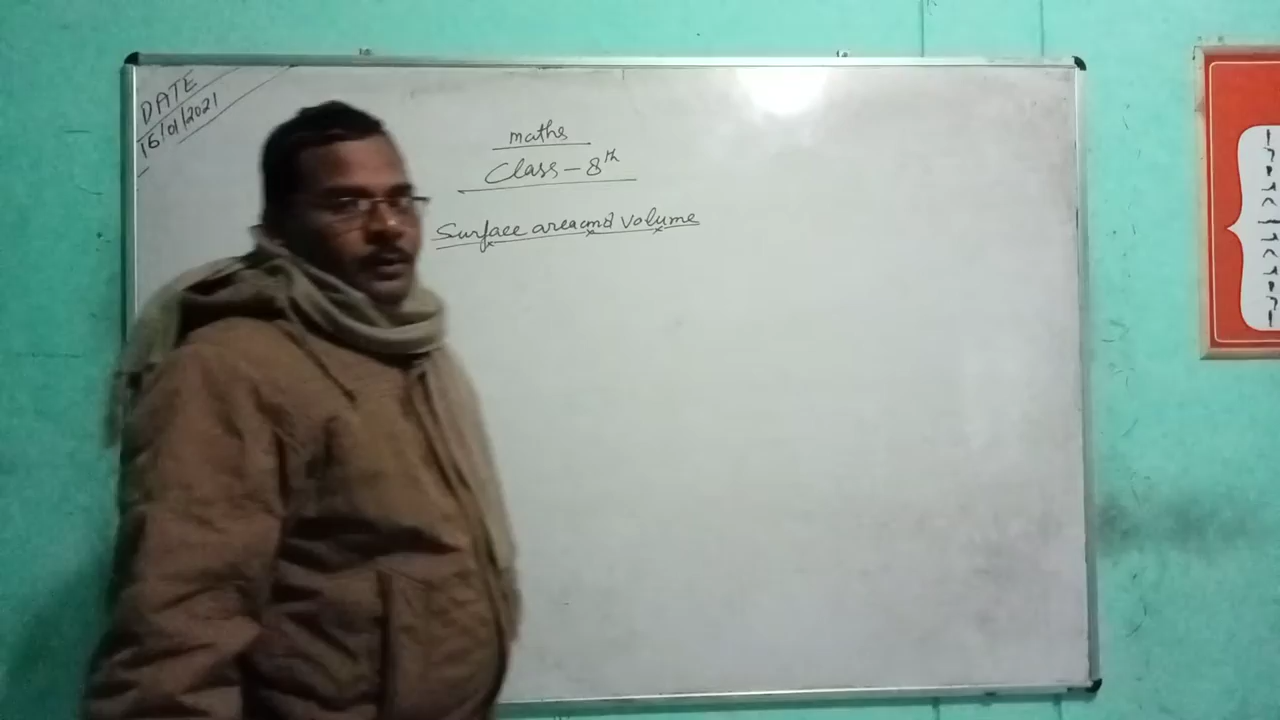 DATE
16/01/2021
maths
Class - 8th
Surface area and volume